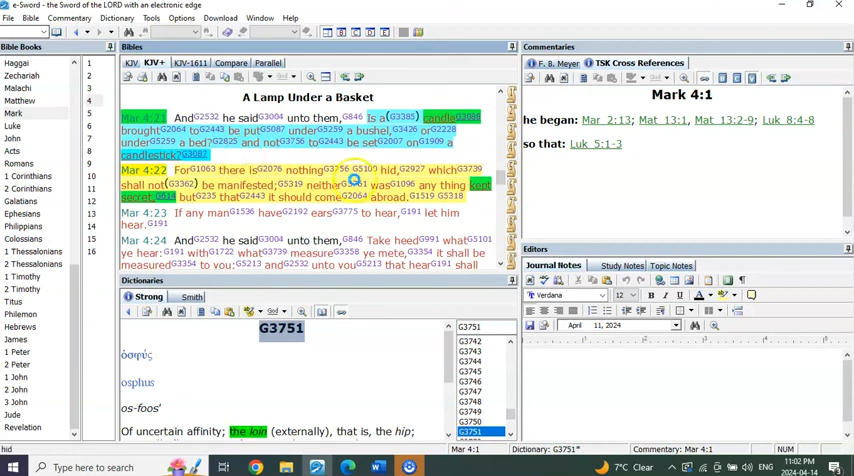 e-Sword - the Sword of the LORD with an electronic edge
File Bible Commentary Dictionary Tools Options Download Window Help
B C D E
Bible Books
Haggai
Zechariah
Malachi
Matthew
Mark
Luke
John
Acts
Romans
1 Corinthians
2 Corinthians
Galatians
Ephesians
Philippians
Colossians
1 Thessalonians
2 Thessalonians
1 Timothy
2 Timothy
Titus
Philemon
Hebrews
James
1 Peter
2 Peter
1 John
2 John
3 John
Jude
Revelation
1
2
3
4
5
6
7
8
9
10
11
12
13
14
15
16
Bibles
KJV KJV+ KJV-1611 Compare Parallel
A Lamp Under a Basket
Mar 4:21 And G2532 he said G3004 unto them, G846 Is a (G3385) candle G3088
brought G2064 to G2443 be put G5087 under G5259 a bushel, G3426 or G2228
under G5259 a bed? G2825 and not G3756 to G2443 be set G2007 on G1909 a
candlestick? G3087
Mar 4:22 For G1063 there is G2076 nothing G3756 G5100 hid, G2927 which G3739
shall not (G3362) be manifested; G5319 neither G3761 was G1096 any thing kept
secret, G614 but G235 that G2443 it should come G2064 abroad. G1519 G5318
Mar 4:23 If any man G1536 have G2192 ears G3775 to hear, G191 let him
hear. G191
Mar 4:24 And G2532 he said G3004 unto them, G846 Take heed G991 what G5101
ye hear: G191 with G1722 what G3739 measure G3358 ye mete, G3354 it shall be
measured G3354 to you: G5213 and G2532 unto you G5213 that hear G191 shall
Dictionaries
Strong Smith
G3751
ὀσφύς
osphus
os-foos'
Of uncertain affinity; the loin (externally), that is, the hip;
G3751
G3742
G3743
G3744
G3745
G3746
G3747
G3748
G3749
G3750
G3751
Commentaries
F. B. Meyer TSK Cross References
Mark 4:1
he began: Mar 2:13; Mat 13:1, Mat 13:2-9; Luk 8:4-8
so that: Luk 5:1-3
Editors
Journal Notes Study Notes Topic Notes
Verdana 12 B I U A
April 11, 2024
1 2 3 4 5
hid Mar 4:1 Dictionary: G3751* Commentary: Mar 4:1 NUM
Type here to search
7°C Clear
ENG
11:02 PM
2024-04-14